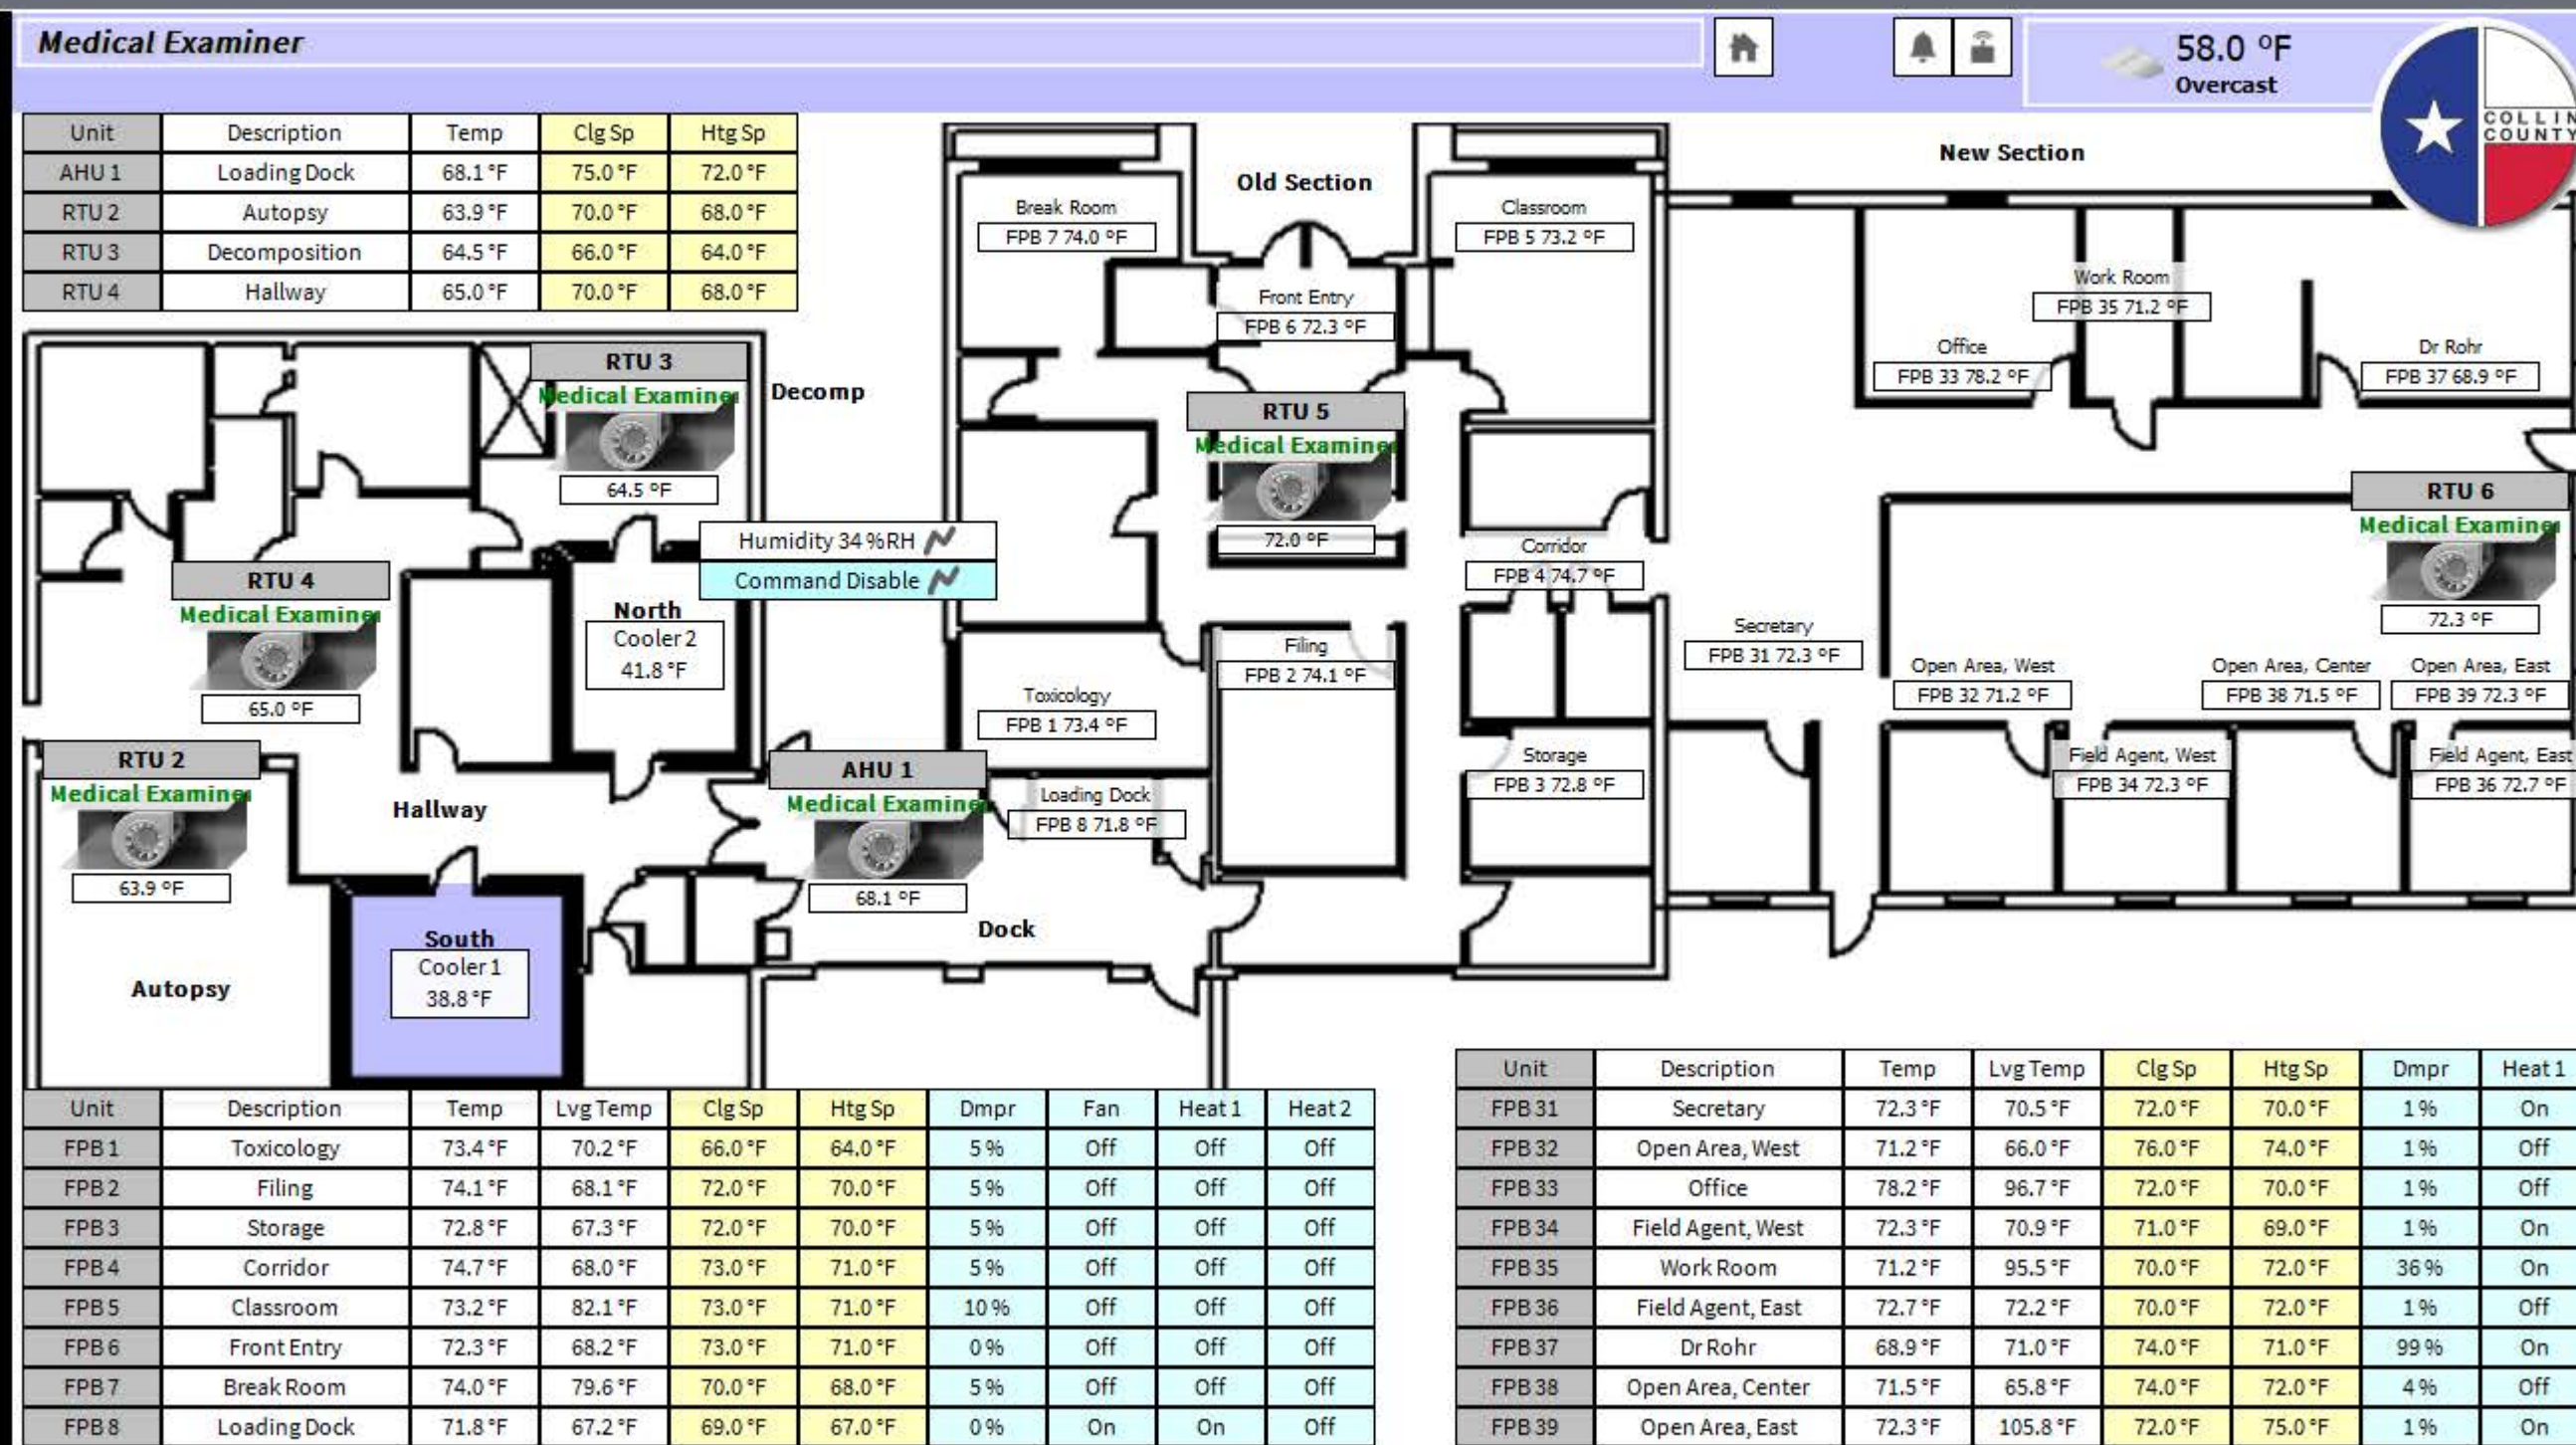 Medical Examiner
58.0 ºF
Overcast
COLLIN
COUNTY
Unit Description Temp Clg Sp Htg Sp
AHU 1 Loading Dock 68.1 °F 75.0 °F 72.0 °F
RTU 2 Autopsy 63.9 °F 70.0 °F 68.0 °F
RTU 3 Decomposition 64.5 °F 66.0 °F 64.0 °F
RTU 4 Hallway 65.0 °F 70.0 °F 68.0 °F
Old Section
New Section
Break Room
FPB 7 74.0 ºF
Classroom
FPB 5 73.2 ºF
Front Entry
FPB 6 72.3 ºF
Work Room
FPB 35 71.2 ºF
Office
FPB 33 78.2 ºF
Dr Rohr
FPB 37 68.9 ºF
RTU 3
Medical Examiner
64.5 ºF
Decomp
RTU 5
Medical Examiner
72.0 ºF
RTU 6
Medical Examiner
72.3 ºF
Humidity 34 %RH
Command Disable
Corridor
FPB 4 74.7 ºF
RTU 4
Medical Examiner
65.0 ºF
North
Cooler 2
41.8 °F
Filing
FPB 2 74.1 ºF
Secretary
FPB 31 72.3 ºF
Open Area, West
FPB 32 71.2 ºF
Open Area, Center
FPB 38 71.5 ºF
Open Area, East
FPB 39 72.3 ºF
Toxicology
FPB 1 73.4 ºF
RTU 2
Medical Examiner
63.9 ºF
Hallway
AHU 1
Medical Examiner
68.1 ºF
Loading Dock
FPB 8 71.8 ºF
Storage
FPB 3 72.8 ºF
Field Agent, West
FPB 34 72.3 ºF
Field Agent, East
FPB 36 72.7 ºF
Dock
South
Cooler 1
38.8 °F
Autopsy
Unit Description Temp Lvg Temp Clg Sp Htg Sp Dmpr Fan Heat 1 Heat 2
FPB 1 Toxicology 73.4 °F 70.2 °F 66.0 °F 64.0 °F 5 % Off Off Off
FPB 2 Filing 74.1 °F 68.1 °F 72.0 °F 70.0 °F 5 % Off Off Off
FPB 3 Storage 72.8 °F 67.3 °F 72.0 °F 70.0 °F 5 % Off Off Off
FPB 4 Corridor 74.7 °F 68.0 °F 73.0 °F 71.0 °F 5 % Off Off Off
FPB 5 Classroom 73.2 °F 82.1 °F 73.0 °F 71.0 °F 10 % Off Off Off
FPB 6 Front Entry 72.3 °F 68.2 °F 73.0 °F 71.0 °F 0 % Off Off Off
FPB 7 Break Room 74.0 °F 79.6 °F 70.0 °F 68.0 °F 5 % Off Off Off
FPB 8 Loading Dock 71.8 °F 67.2 °F 69.0 °F 67.0 °F 0 % On On Off
Unit Description Temp Lvg Temp Clg Sp Htg Sp Dmpr Heat 1
FPB 31 Secretary 72.3 °F 70.5 °F 72.0 °F 70.0 °F 1 % On
FPB 32 Open Area, West 71.2 °F 66.0 °F 76.0 °F 74.0 °F 1 % Off
FPB 33 Office 78.2 °F 96.7 °F 72.0 °F 70.0 °F 1 % Off
FPB 34 Field Agent, West 72.3 °F 70.9 °F 71.0 °F 69.0 °F 1 % On
FPB 35 Work Room 71.2 °F 95.5 °F 70.0 °F 72.0 °F 36 % On
FPB 36 Field Agent, East 72.7 °F 72.2 °F 70.0 °F 72.0 °F 1 % Off
FPB 37 Dr Rohr 68.9 °F 71.0 °F 74.0 °F 71.0 °F 99 % On
FPB 38 Open Area, Center 71.5 °F 65.8 °F 74.0 °F 72.0 °F 4 % Off
FPB 39 Open Area, East 72.3 °F 105.8 °F 72.0 °F 75.0 °F 1 % On